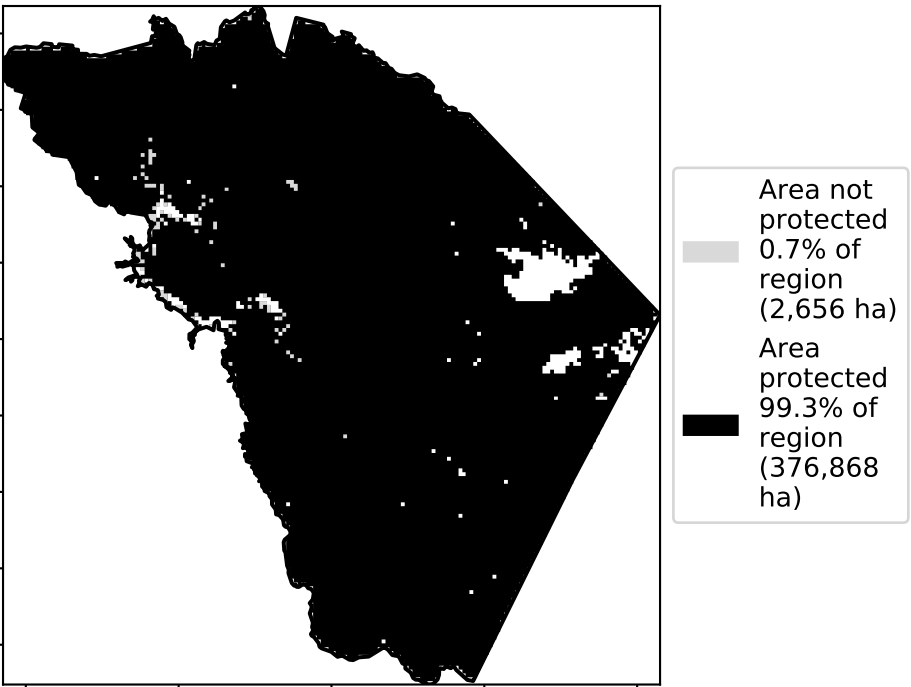 Area not
protected
0.7% of
region
(2,656 ha)
Area
protected
99.3% of
region
(376,868
ha)